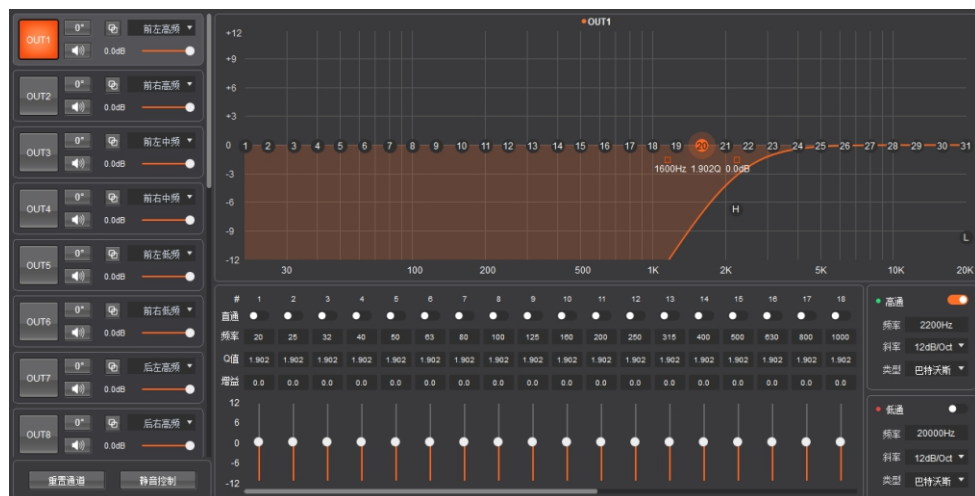 OUT1 0° 前左高频
0.0dB
OUT2 0° 前右高频
0.0dB
OUT3 0° 前左中频
0.0dB
OUT4 0° 前右中频
0.0dB
OUT5 0° 前左低频
0.0dB
OUT6 0° 前右低频
0.0dB
OUT7 0° 后左高频
0.0dB
OUT8 0° 后右高频
0.0dB
重置通道 静音控制
OUT1
+12
+9
+6
+3
0 1 2 3 4 5 6 7 8 9 10 11 12 13 14 15 16 17 18 19 20 21 22 23 24 25 26 27 28 29 30 31
1600Hz 1.902Q 0.0dB
-3
-6
H
-9
L
-12
30 100 200 500 1K 2K 5K 10K 20K
# 1 2 3 4 5 6 7 8 9 10 11 12 13 14 15 16 17 18
直通
频率 20 25 32 40 50 63 80 100 125 160 200 250 315 400 500 630 800 1000
Q值 1.902 1.902 1.902 1.902 1.902 1.902 1.902 1.902 1.902 1.902 1.902 1.902 1.902 1.902 1.902 1.902 1.902 1.902
增益 0.0 0.0 0.0 0.0 0.0 0.0 0.0 0.0 0.0 0.0 0.0 0.0 0.0 0.0 0.0 0.0 0.0 0.0
12
6
0
-6
-12
高通
频率 2200Hz
斜率 12dB/Oct
类型 巴特沃斯
低通
频率 20000Hz
斜率 12dB/Oct
类型 巴特沃斯